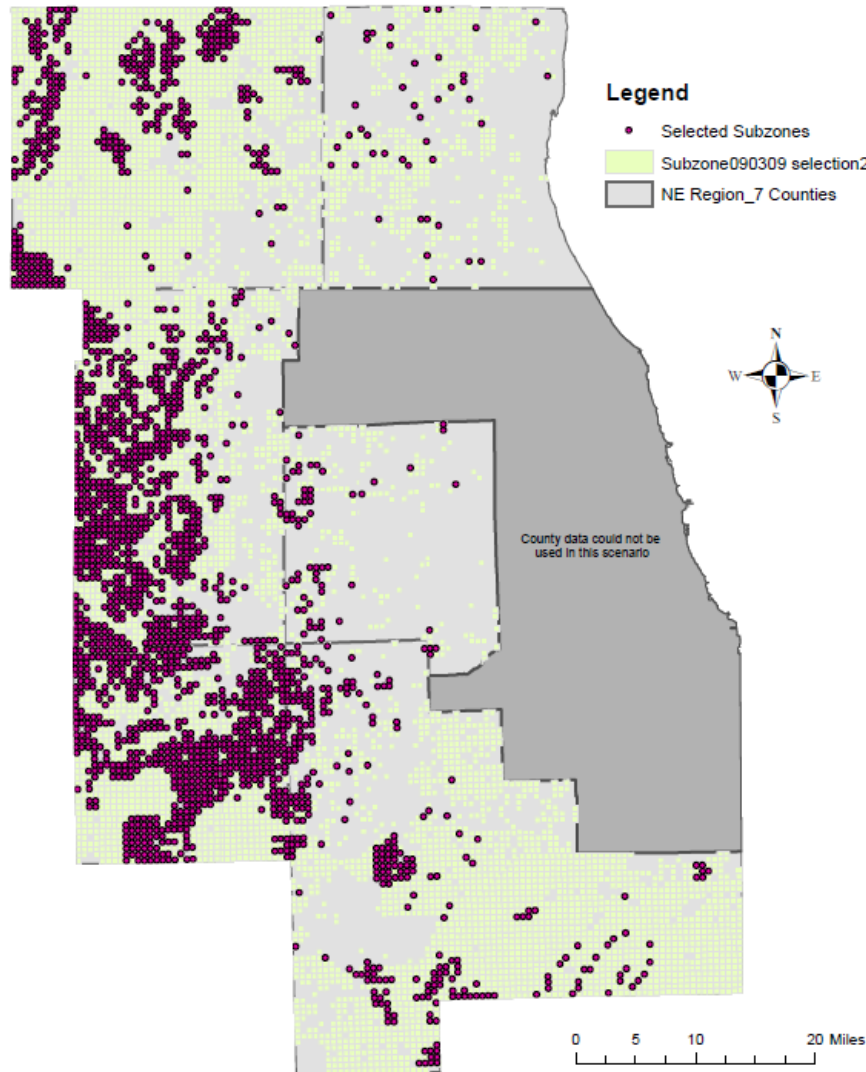 Legend
Selected Subzones
Subzone090309 selection2
NE Region_7 Counties
N
W E
S
County data could not be
used in this scenario
0 5 10 20 Miles